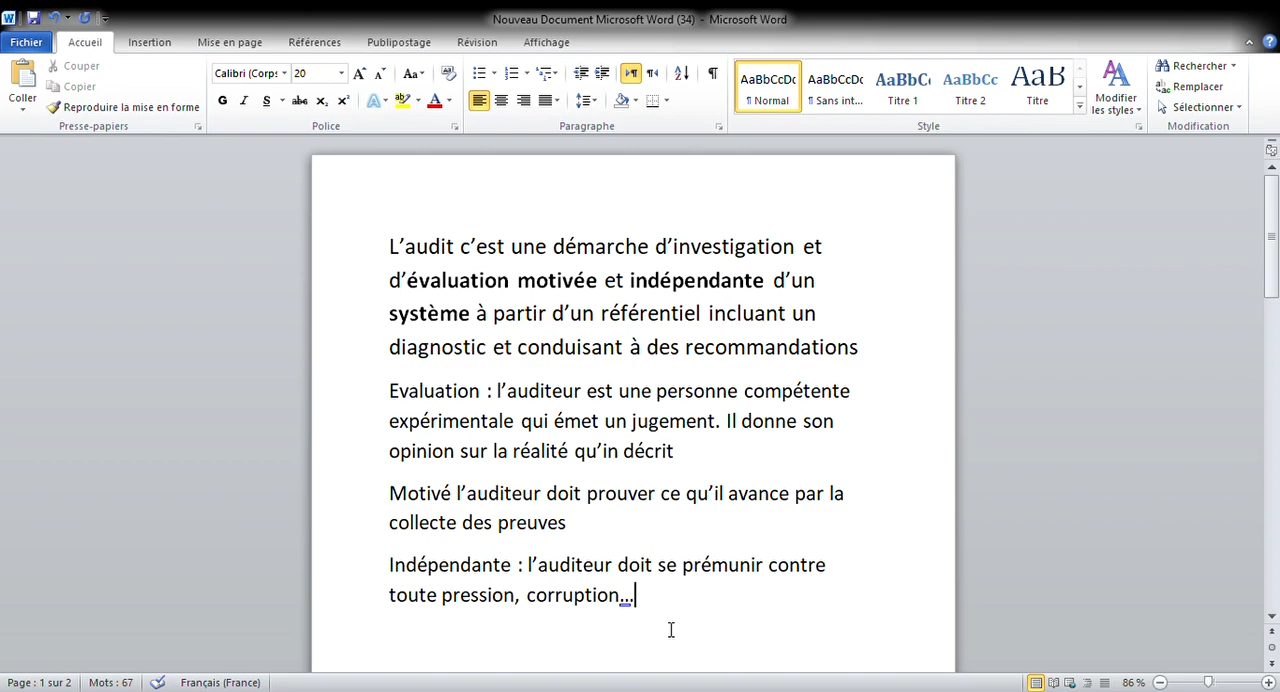 Nouveau Document Microsoft Word (34) - Microsoft Word
Fichier Accueil Insertion Mise en page Références Publipostage Révision Affichage
Coller
Couper
Copier
Reproduire la mise en forme
Presse-papiers
Calibri (Corps 20
G I S abc x₂ x²
Police
Paragraphe
AaBbCcDc AaBbCcDc AaBbC AaBbCc AaB
¶ Normal ¶ Sans int... Titre 1 Titre 2 Titre
Modifier
les styles
Style
Rechercher
Remplacer
Sélectionner
Modification
L’audit c’est une démarche d’investigation et
d’évaluation motivée et indépendante d’un
système à partir d’un référentiel incluant un
diagnostic et conduisant à des recommandations
Evaluation : l’auditeur est une personne compétente
expérimentale qui émet un jugement. Il donne son
opinion sur la réalité qu’in décrit
Motivé l’auditeur doit prouver ce qu’il avance par la
collecte des preuves
Indépendante : l’auditeur doit se prémunir contre
toute pression, corruption…
Page : 1 sur 2 Mots : 67 Français (France) 86 %